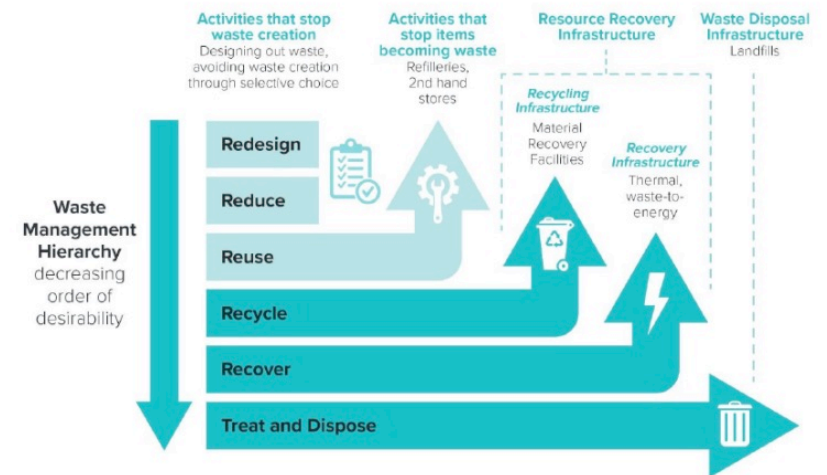 Activities that stop
waste creation
Designing out waste,
avoiding waste creation
through selective choice
Activities that
stop items
becoming waste
Refilleries,
2nd hand
stores
Resource Recovery
Infrastructure
Waste Disposal
Infrastructure
Landfills
Recycling
Infrastructure
Material
Recovery
Facilities
Recovery
Infrastructure
Thermal,
waste-to-
energy
Waste
Management
Hierarchy
decreasing
order of
desirability
Redesign
Reduce
Reuse
Recycle
Recover
Treat and Dispose